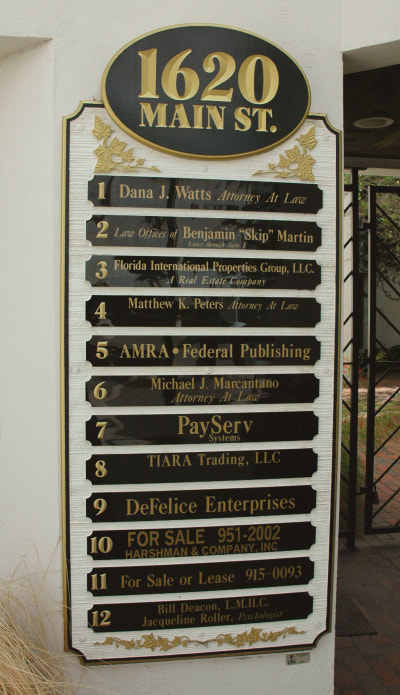 1620
MAIN ST.
1 Dana J. Watts Attorney At Law
2 Law Offices of Benjamin "Skip" Martin
3 Florida International Properties Group, LLC.
A Real Estate Company
4 Matthew K. Peters Attorney At Law
5 AMRA • Federal Publishing
6 Michael J. Marcantano
Attorney At Law
7 PayServ
Systems
8 TIARA Trading, LLC
9 DeFelice Enterprises
10 FOR SALE 951-2002
HARSHMAN & COMPANY, INC
11 For Sale or Lease 915-0093
12 Bill Deacon, L.M.H.C.
Jacqueline Roller, Psychologist